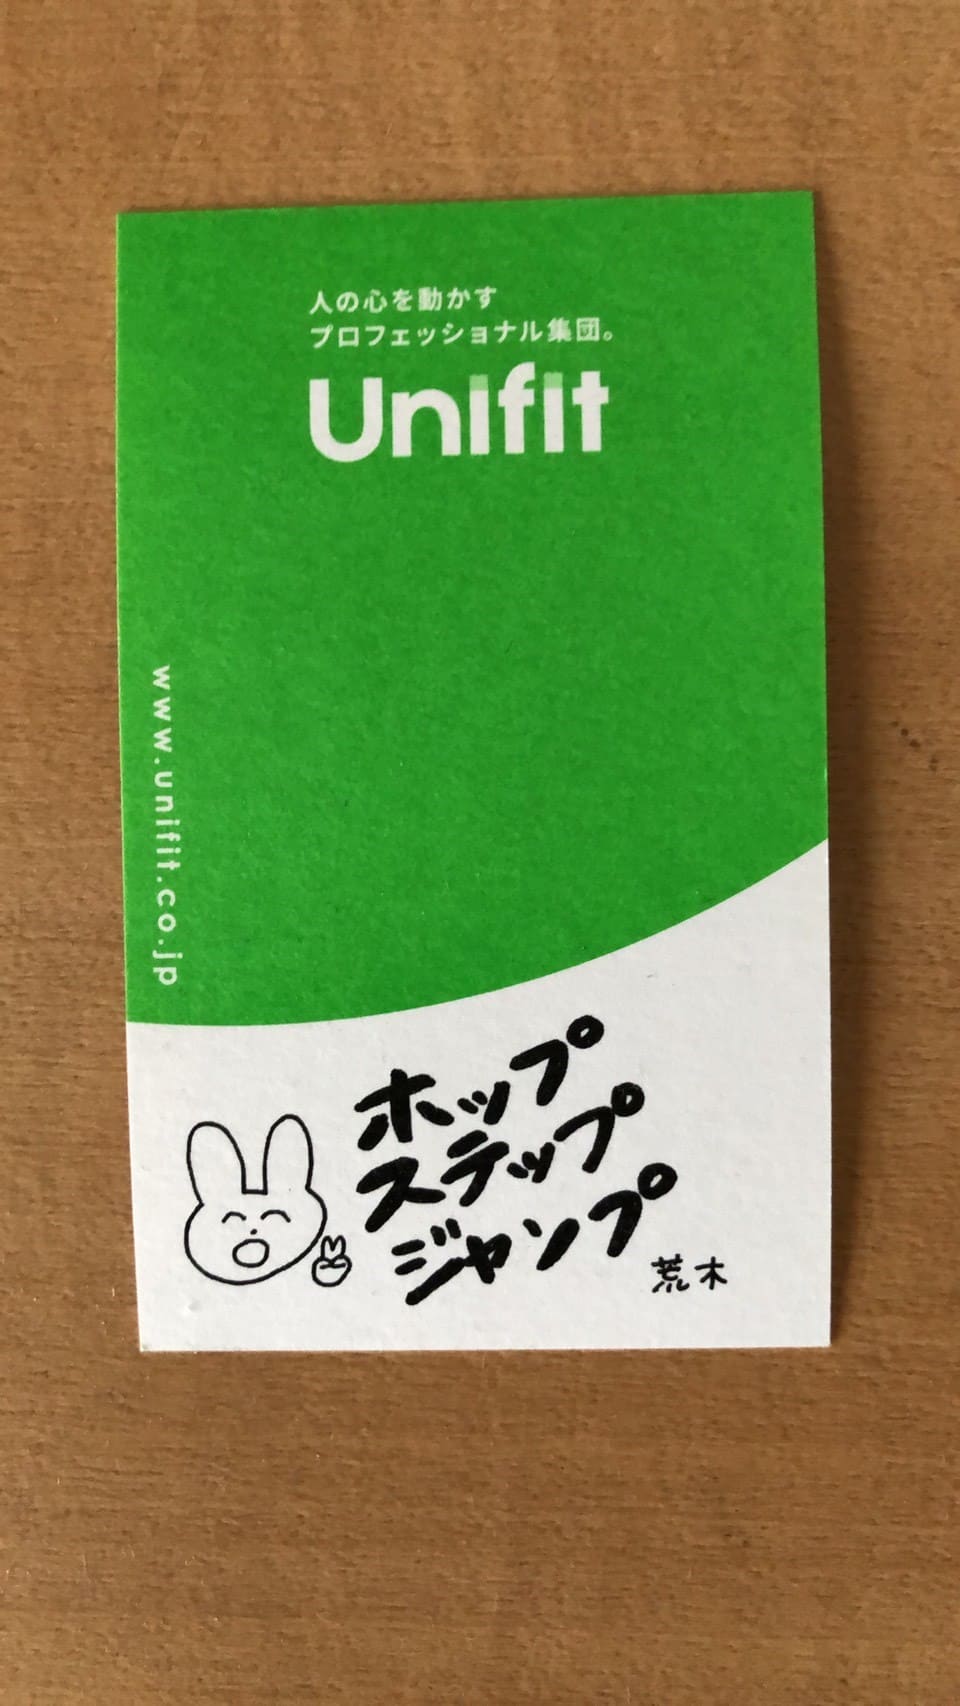 人の心を動かす
プロフェッショナル集団。
Unifit
www.unifit.co.jp
ホップ
ステップ
ジャンプ
荒木